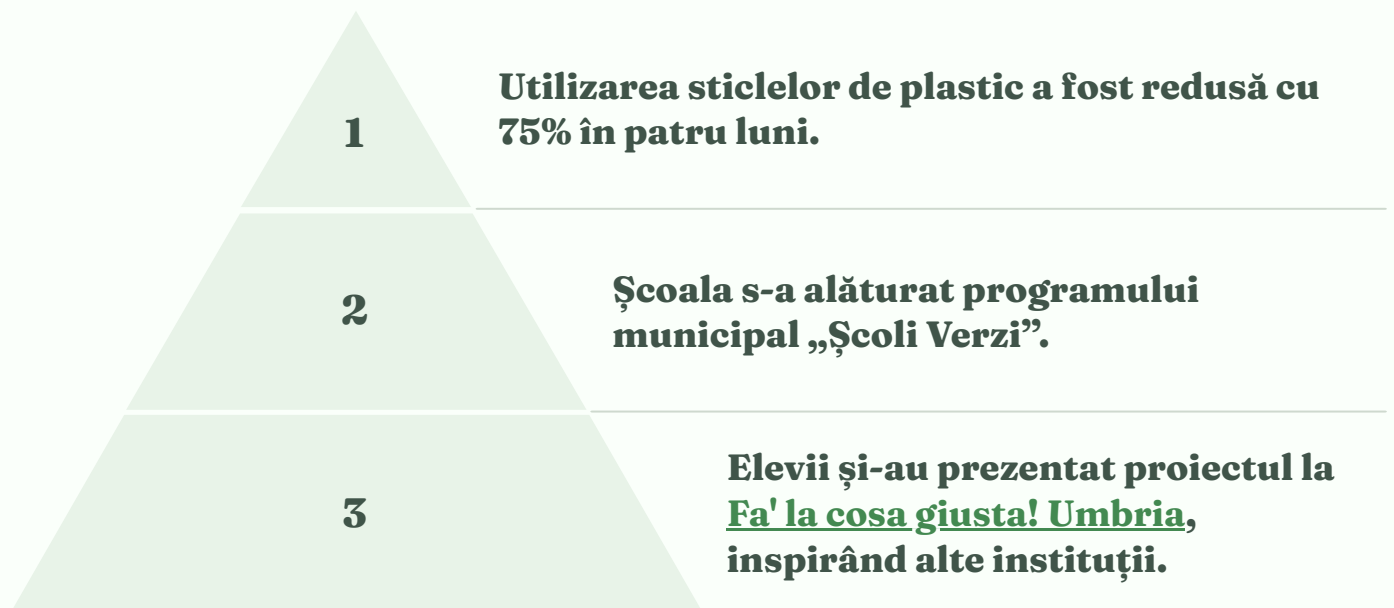 1
Utilizarea sticlelor de plastic a fost redusă cu
75% în patru luni.
2
Școala s-a alăturat programului
municipal „Școli Verzi”.
3
Elevii și-au prezentat proiectul la
Fa' la cosa giusta! Umbria,
inspirând alte instituții.